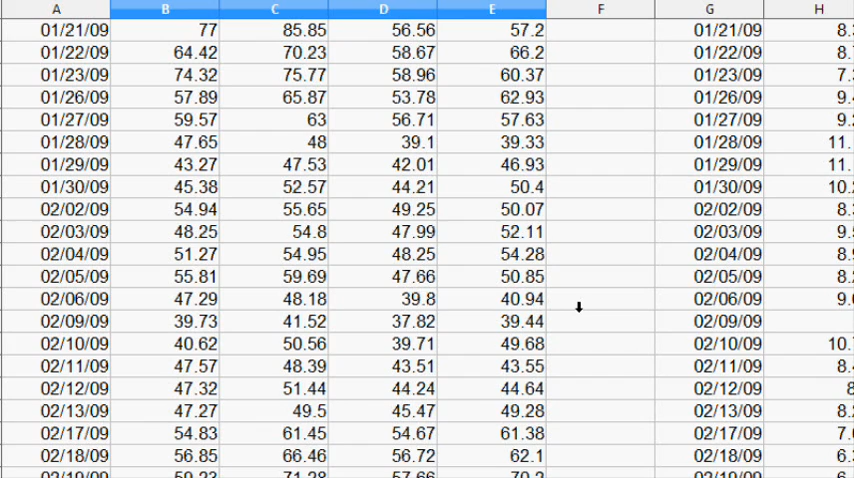 A B C D E F G H
01/21/09 77 85.85 56.56 57.2 01/21/09
01/22/09 64.42 70.23 58.67 66.2 01/22/09
01/23/09 74.32 75.77 58.96 60.37 01/23/09
01/26/09 57.89 65.87 53.78 62.93 01/26/09
01/27/09 59.57 63 56.71 57.63 01/27/09
01/28/09 47.65 48 39.1 39.33 01/28/09
01/29/09 43.27 47.53 42.01 46.93 01/29/09
01/30/09 45.38 52.57 44.21 50.4 01/30/09
02/02/09 54.94 55.65 49.25 50.07 02/02/09
02/03/09 48.25 54.8 47.99 52.11 02/03/09
02/04/09 51.27 54.95 48.25 54.28 02/04/09
02/05/09 55.81 59.69 47.66 50.85 02/05/09
02/06/09 47.29 48.18 39.8 40.94 02/06/09
02/09/09 39.73 41.52 37.82 39.44 02/09/09
02/10/09 40.62 50.56 39.71 49.68 02/10/09
02/11/09 47.57 48.39 43.51 43.55 02/11/09
02/12/09 47.32 51.44 44.24 44.64 02/12/09
02/13/09 47.27 49.5 45.47 49.28 02/13/09
02/17/09 54.83 61.45 54.67 61.38 02/17/09
02/18/09 56.85 66.46 56.72 62.1 02/18/09